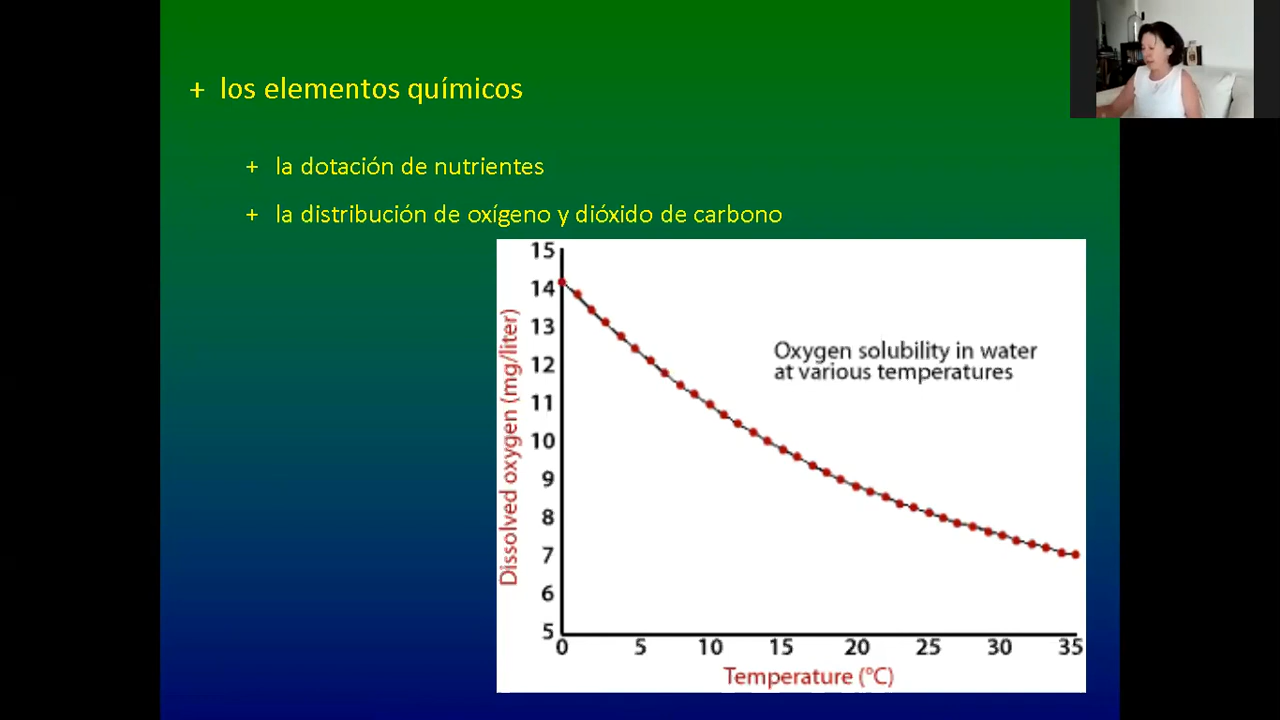 + los elementos químicos
+ la dotación de nutrientes
+ la distribución de oxígeno y dióxido de carbono
15
14
13
12
11
10
9
8
7
6
5
Dissolved oxygen (mg/liter)
Oxygen solubility in water
at various temperatures
0 5 10 15 20 25 30 35
Temperature (°C)